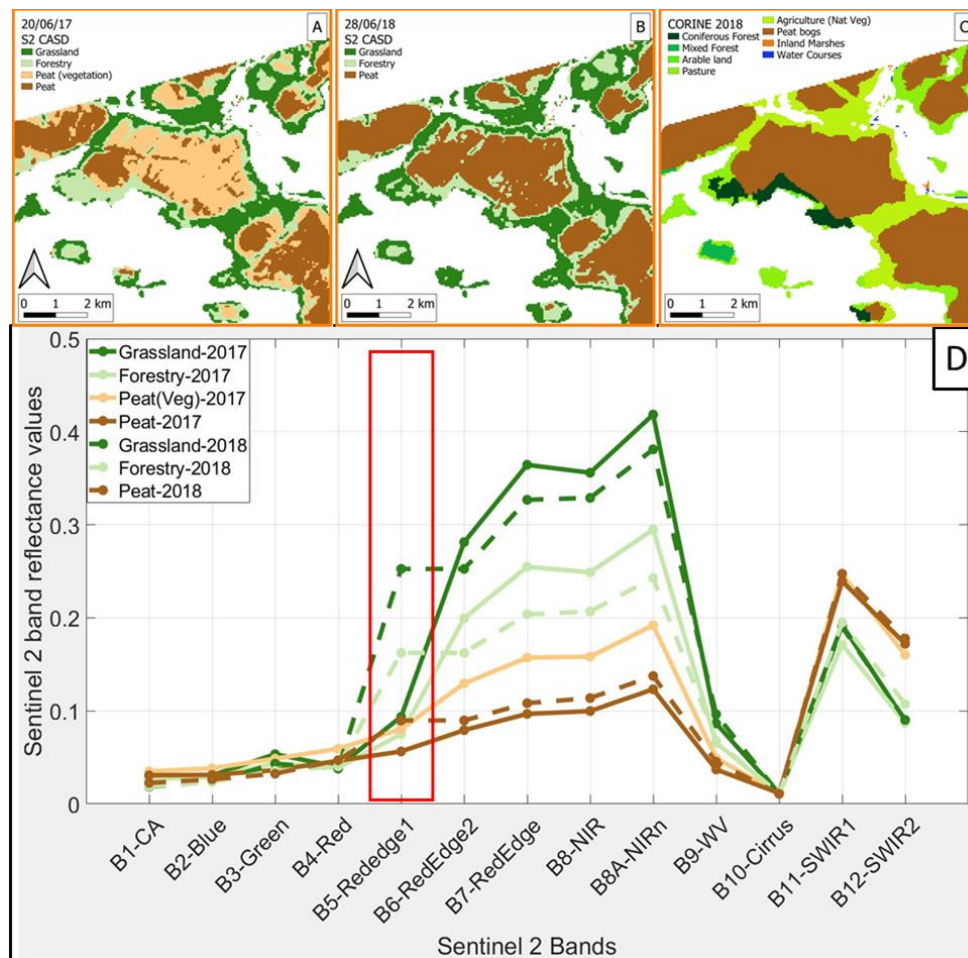 20/06/17
A
S2 CASD
Grassland
Forestry
Peat (vegetation)
Peat
0 1 2 km
28/06/18
B
S2 CASD
Grassland
Forestry
Peat
0 1 2 km
CORINE 2018
C
Coniferous Forest
Mixed Forest
Arable land
Pasture
Agriculture (Nat Veg)
Peat bogs
Inland Marshes
Water Courses
0 1 2 km
D
Grassland-2017
Forestry-2017
Peat(Veg)-2017
Peat-2017
Grassland-2018
Forestry-2018
Peat-2018
Sentinel 2 band reflectance values
0.5
0.4
0.3
0.2
0.1
0
B1-CA
B2-Blue
B3-Green
B4-Red
B5-Rededge1
B6-RedEdge2
B7-RedEdge
B8-NIR
B8A-NIRn
B9-WV
B10-Cirrus
B11-SWIR1
B12-SWIR2
Sentinel 2 Bands